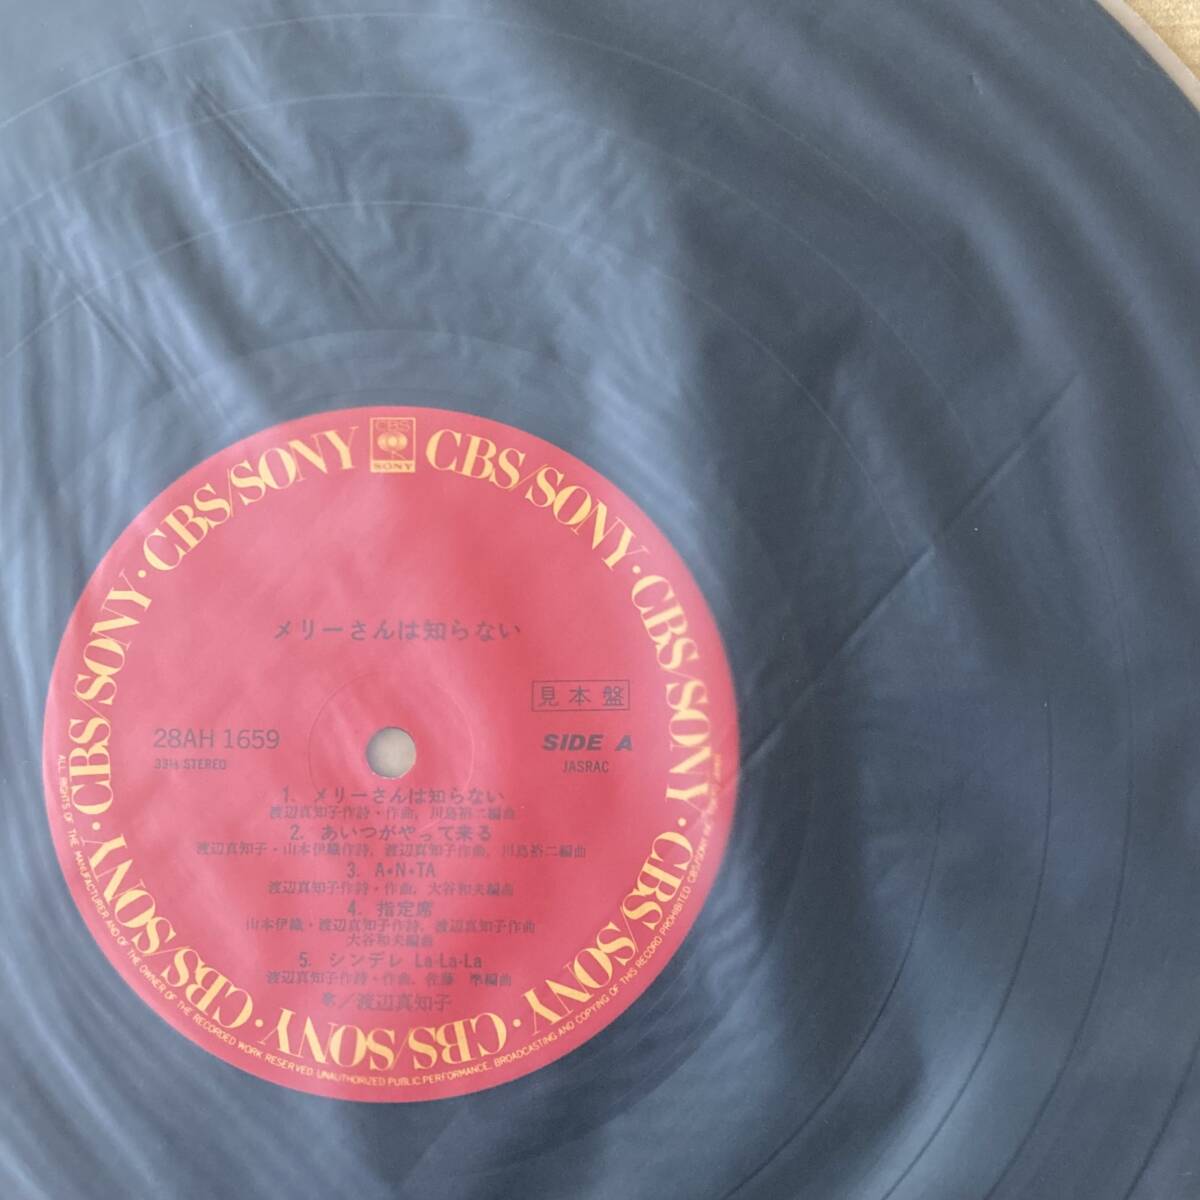 CBS/SONY · CBS/SONY · CBS/SONY · CBS/SONY · CBS/SONY · CBS/SONY · CBS/SONY · CBS/SONY
CBS
SONY
メリーさんは知らない
見本盤
28AH 1659
SIDE A
33⅓ STEREO
JASRAC
1. メリーさんは知らない
渡辺真知子作詩・作曲, 川島裕二編曲
2. あいつがやって来る
渡辺真知子・山本伊織作詩, 渡辺真知子作曲, 川島裕二編曲
3. A•N•TA
渡辺真知子作詩・作曲, 大谷和夫編曲
4. 指定席
山本伊織・渡辺真知子作詩, 渡辺真知子作曲
大谷和夫編曲
5. シンデレ La-La-La
渡辺真知子作詩・作曲, 佐藤 準編曲
歌／渡辺真知子
ALL RIGHTS OF THE MANUFACTURER AND OF THE OWNER OF THE RECORDED WORK RESERVED. UNAUTHORIZED PUBLIC PERFORMANCE, BROADCASTING AND COPYING OF THIS RECORD PROHIBITED CBS/SONY